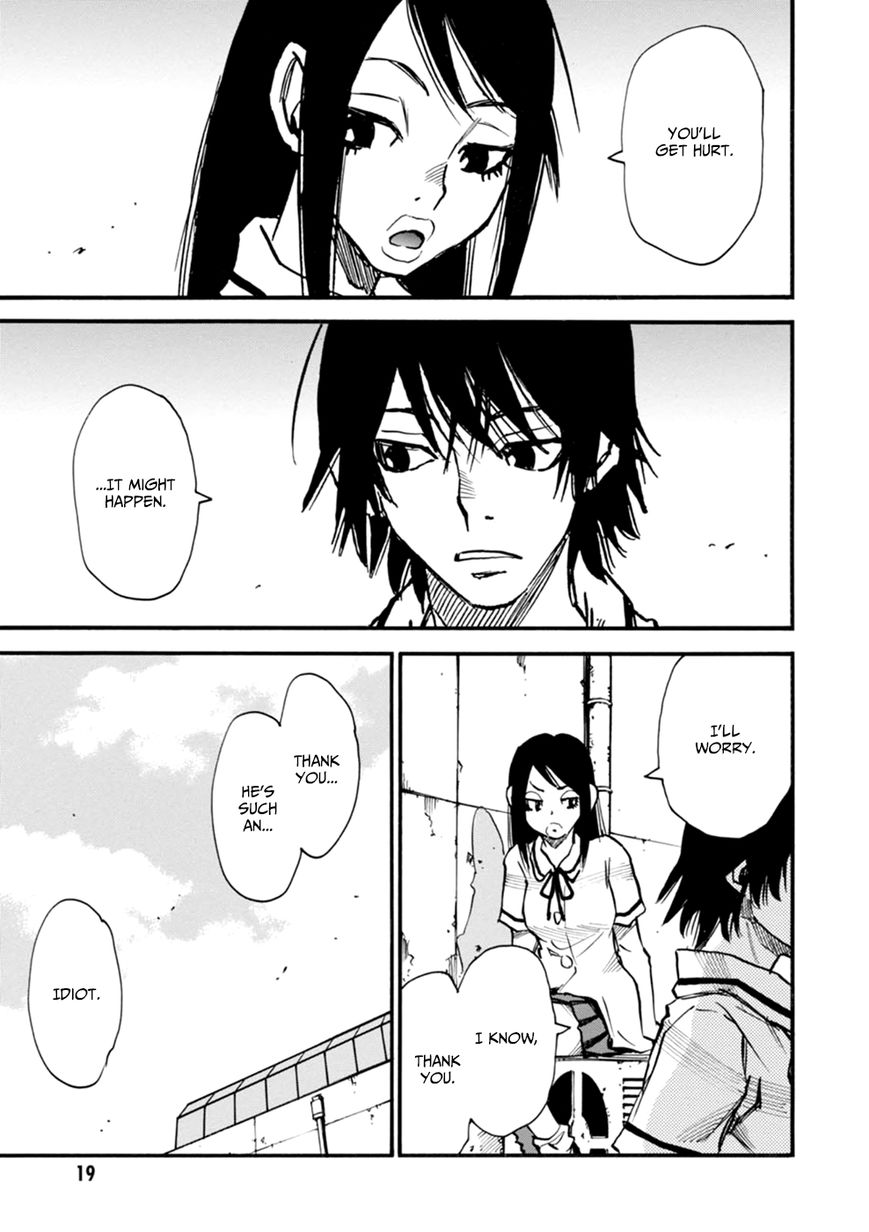 YOU'LL
GET HURT.
...IT MIGHT
HAPPEN.
I'LL
WORRY.
I KNOW,
THANK
YOU.
THANK
YOU...
HE'S
SUCH
AN...
IDIOT.
19